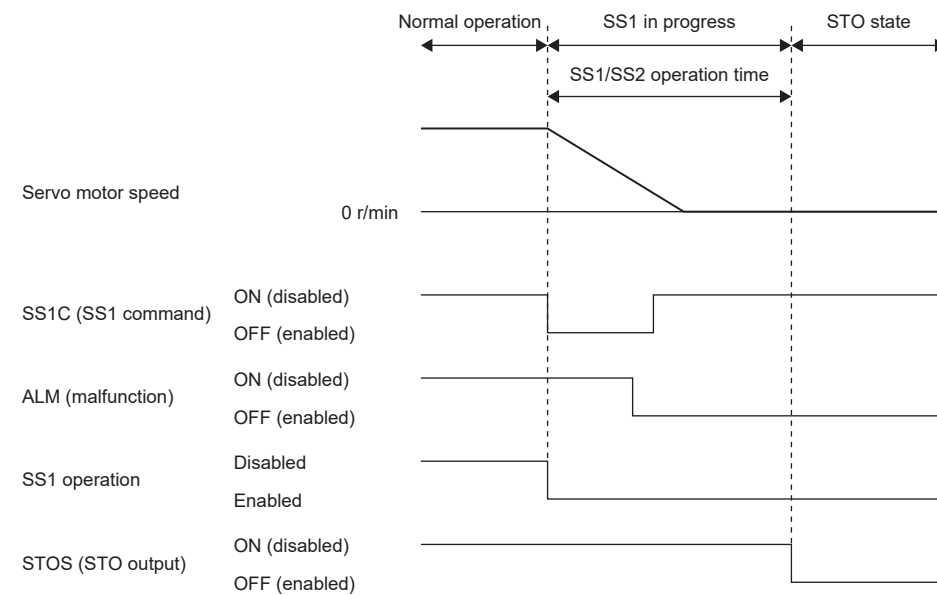 Normal operation SS1 in progress STO state
SS1/SS2 operation time
Servo motor speed
0 r/min
ON (disabled)
SS1C (SS1 command)
OFF (enabled)
ON (disabled)
ALM (malfunction)
OFF (enabled)
Disabled
SS1 operation
Enabled
ON (disabled)
STOS (STO output)
OFF (enabled)